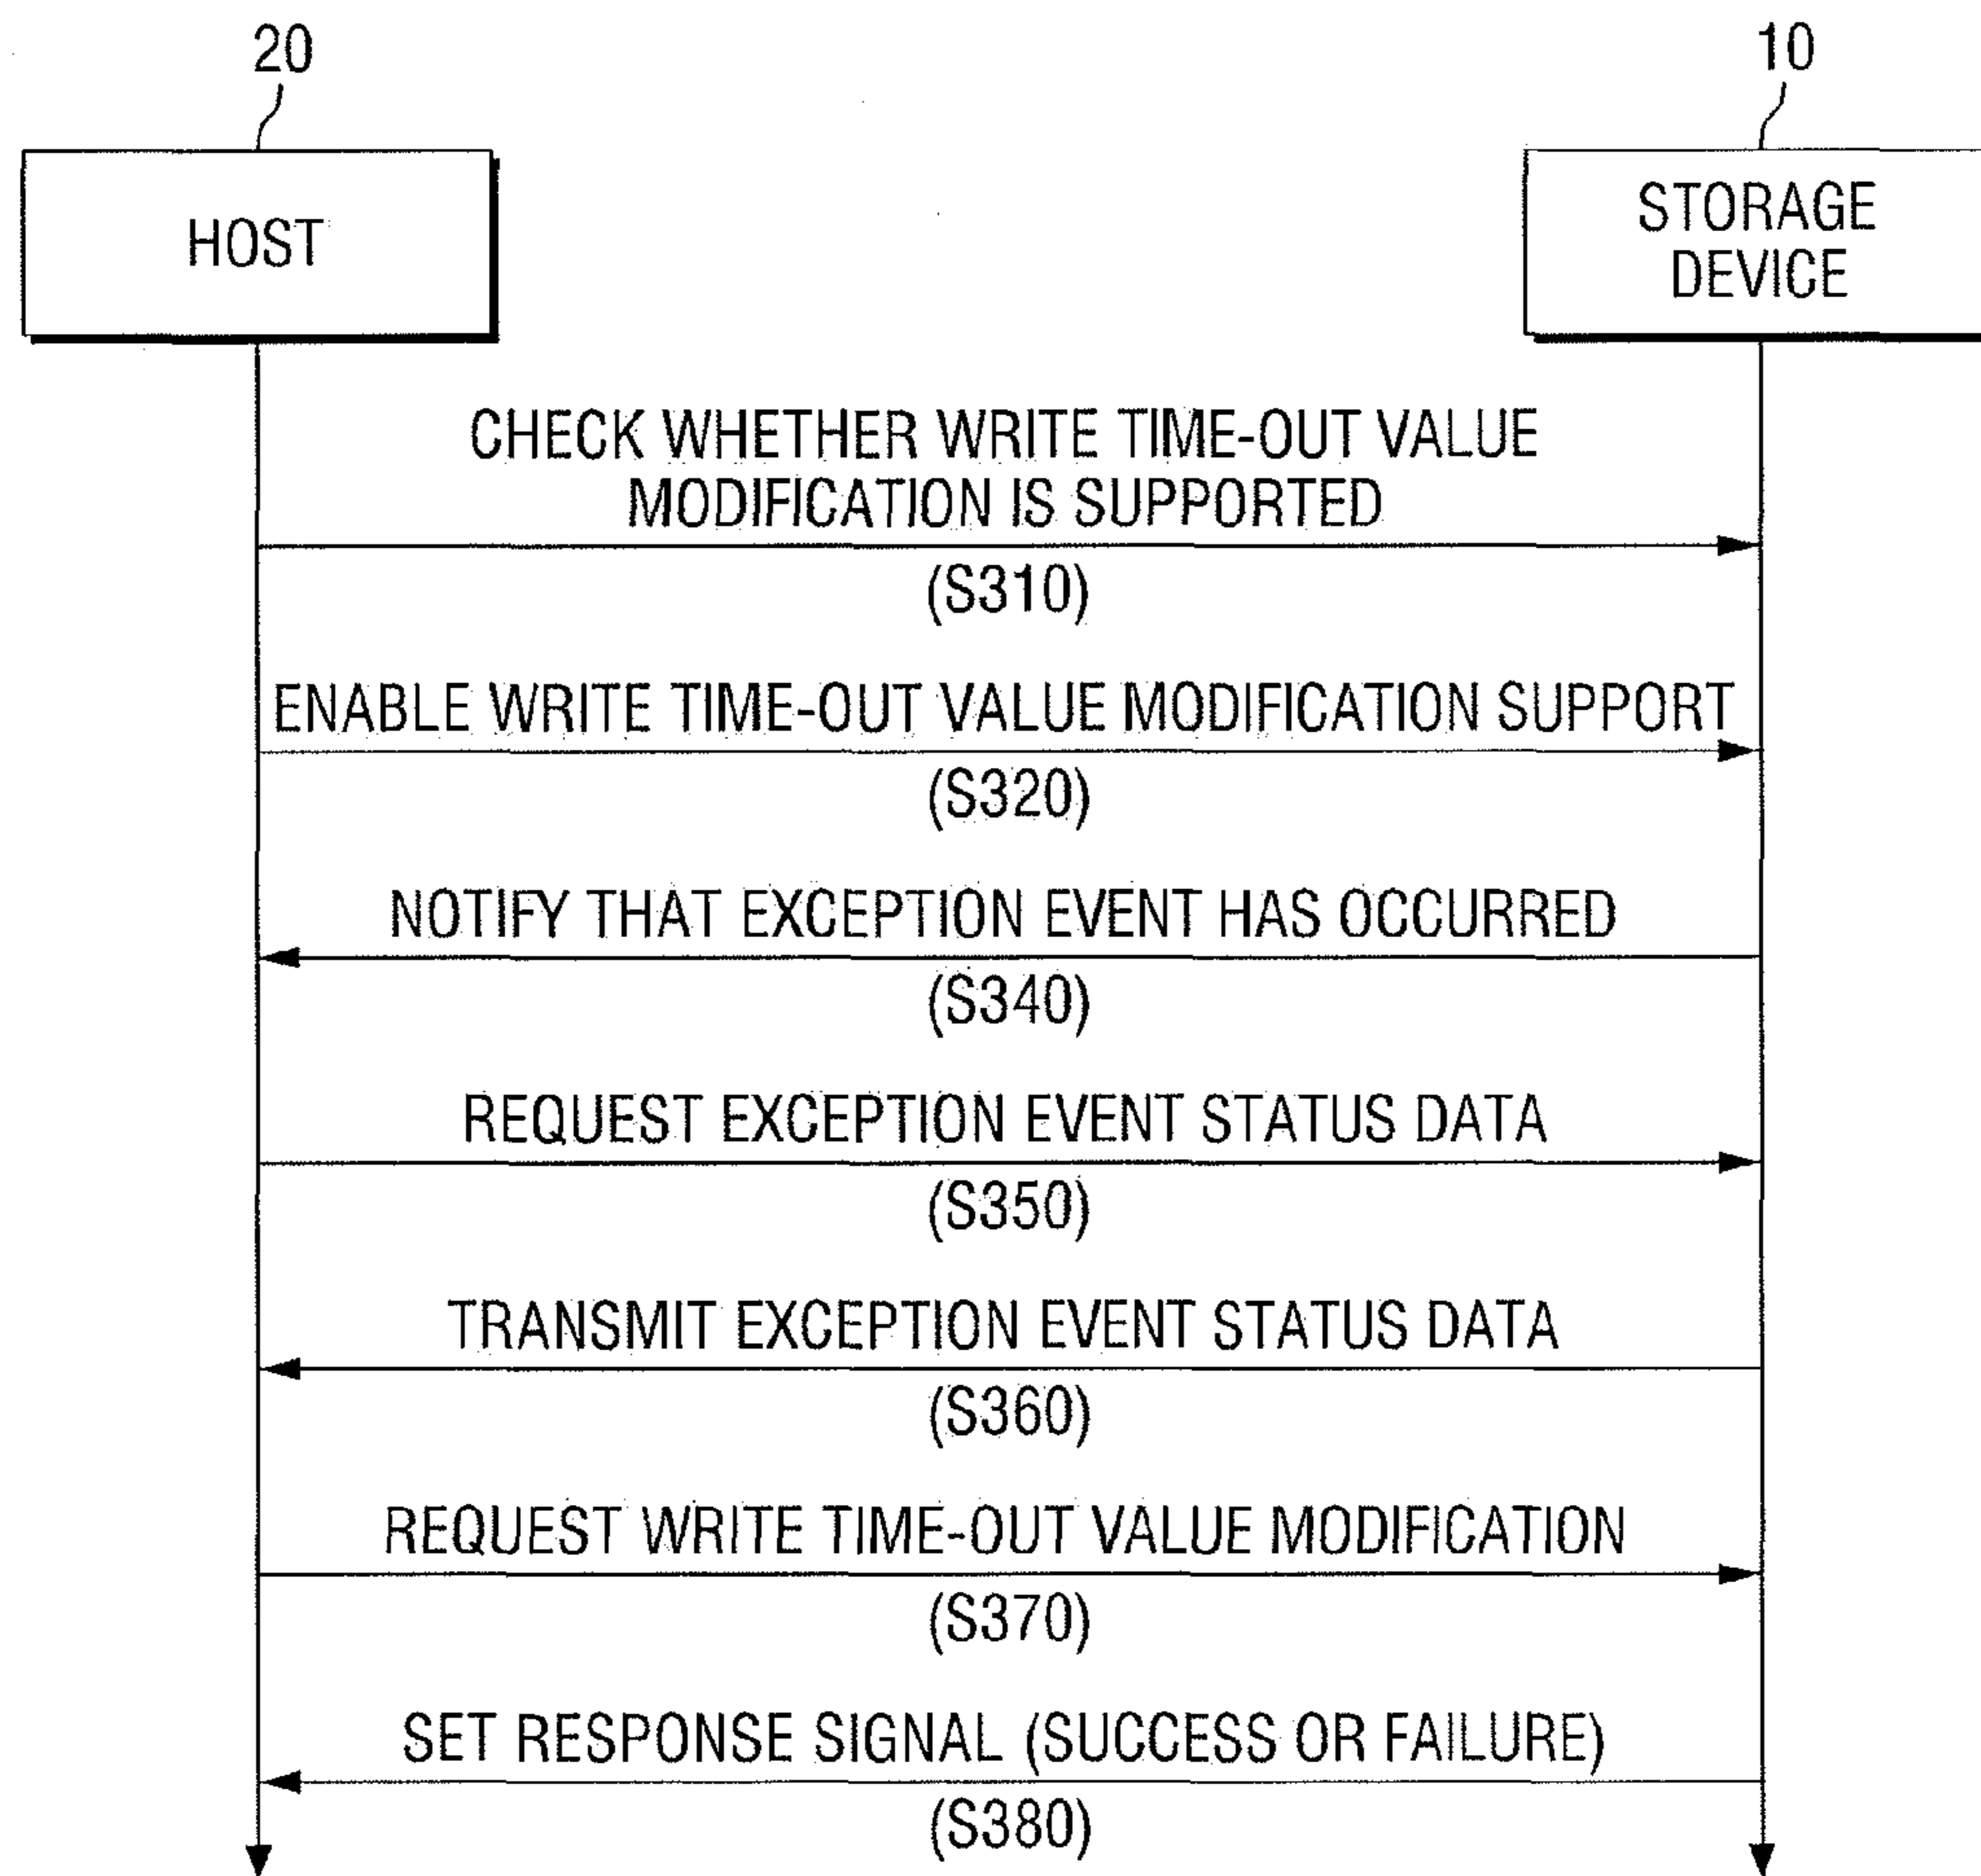 20
10
HOST
STORAGE
DEVICE
CHECK WHETHER WRITE TIME-OUT VALUE
MODIFICATION IS SUPPORTED
(S310)
ENABLE WRITE TIME-OUT VALUE MODIFICATION SUPPORT
(S320)
NOTIFY THAT EXCEPTION EVENT HAS OCCURRED
(S340)
REQUEST EXCEPTION EVENT STATUS DATA
(S350)
TRANSMIT EXCEPTION EVENT STATUS DATA
(S360)
REQUEST WRITE TIME-OUT VALUE MODIFICATION
(S370)
SET RESPONSE SIGNAL (SUCCESS OR FAILURE)
(S380)